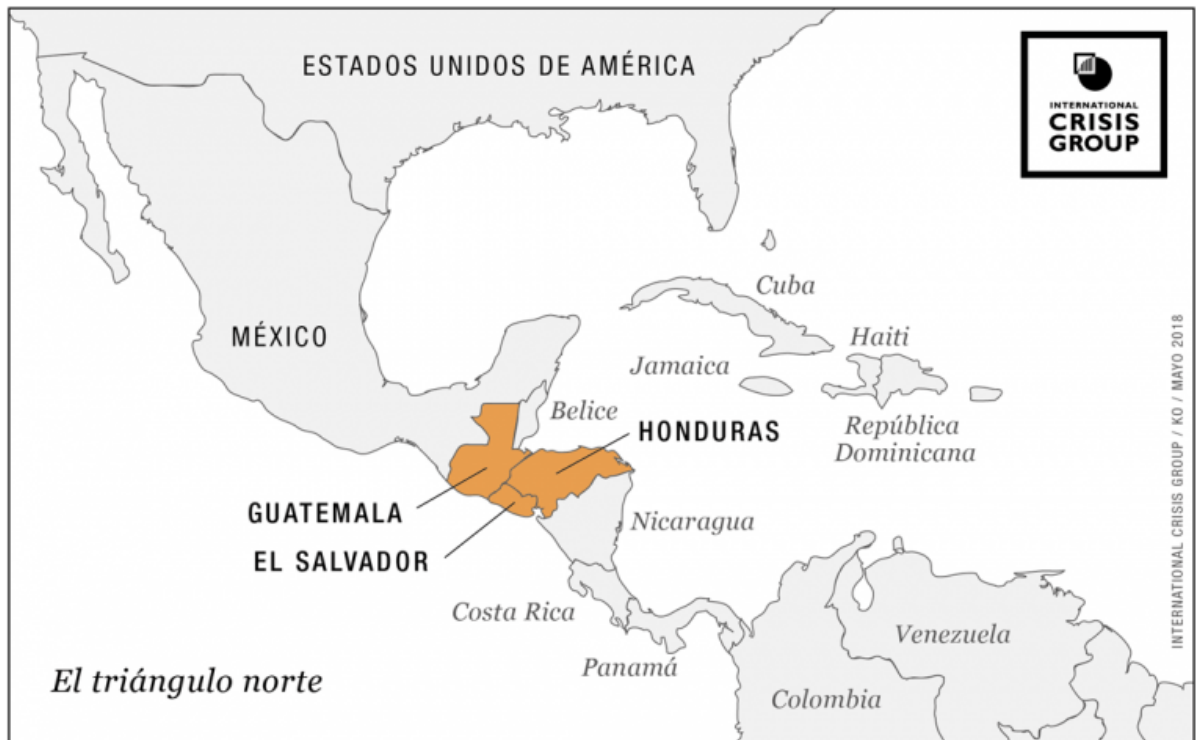 ESTADOS UNIDOS DE AMÉRICA
INTERNATIONAL
CRISIS
GROUP
Cuba
MÉXICO
Haiti
Jamaica
Belice
HONDURAS
República
Dominicana
GUATEMALA
Nicaragua
EL SALVADOR
Costa Rica
Venezuela
Panamá
El triángulo norte
Colombia
INTERNATIONAL CRISIS GROUP / KO / MAYO 2018